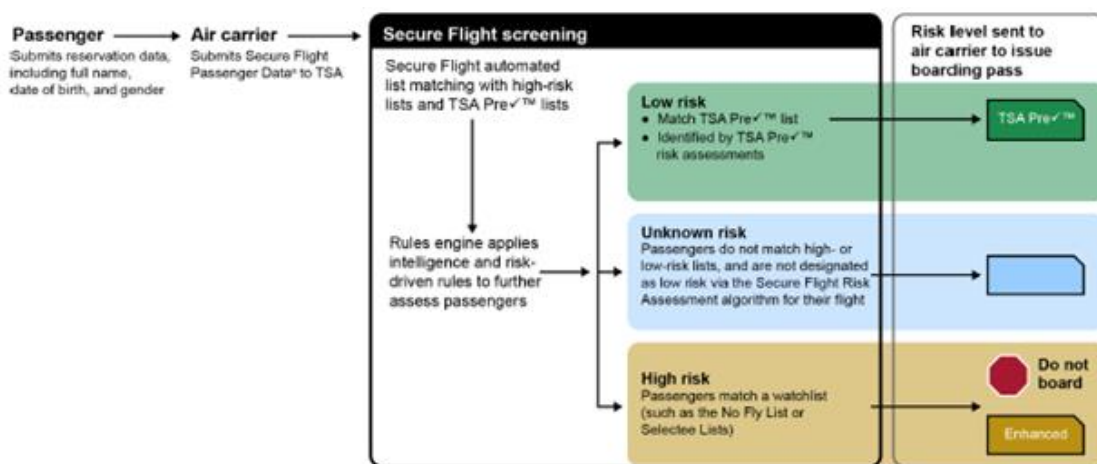 Passenger
Submits reservation data,
including full name,
date of birth, and gender
Air carrier
Submits Secure Flight
Passenger Dataª to TSA
Secure Flight screening
Secure Flight automated
list matching with high-risk
lists and TSA Pre✓™ lists
Rules engine applies
intelligence and risk-
driven rules to further
assess passengers
Low risk
● Match TSA Pre✓™ list
● Identified by TSA Pre✓™
risk assessments
Unknown risk
Passengers do not match high- or
low-risk lists, and are not designated
as low risk via the Secure Flight Risk
Assessment algorithm for their flight
High risk
Passengers match a watchlist
(such as the No Fly List or
Selectee Lists)
Risk level sent to
air carrier to issue
boarding pass
TSA Pre✓™
Do not
board
Enhanced